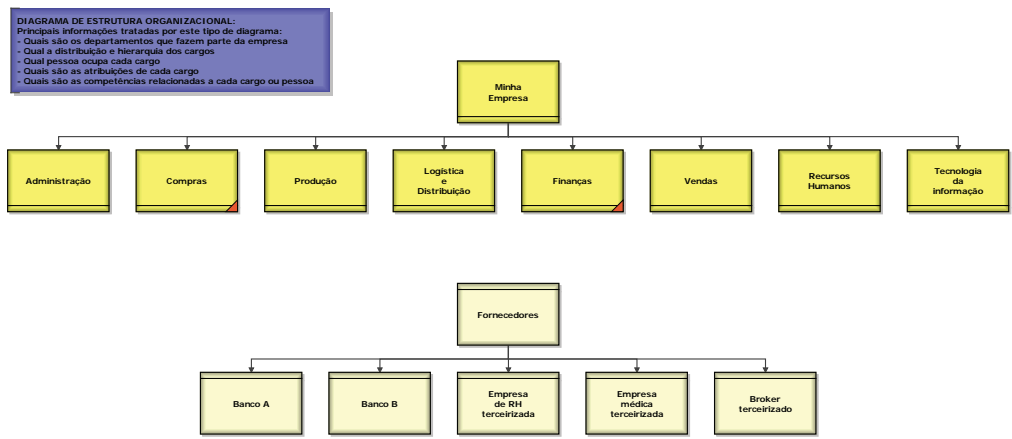 DIAGRAMA DE ESTRUTURA ORGANIZACIONAL:
Principais informações tratadas por este tipo de diagrama:
- Quais são os departamentos que fazem parte da empresa
- Qual a distribuição e hierarquia dos cargos
- Qual pessoa ocupa cada cargo
- Quais são as atribuições de cada cargo
- Quais são as competências relacionadas a cada cargo ou pessoa
Minha
Empresa
Administração
Compras
Produção
Logística
e
Distribuição
Finanças
Vendas
Recursos
Humanos
Tecnologia
da
informação
Fornecedores
Banco A
Banco B
Empresa
de RH
terceirizada
Empresa
médica
terceirizada
Broker
terceirizado